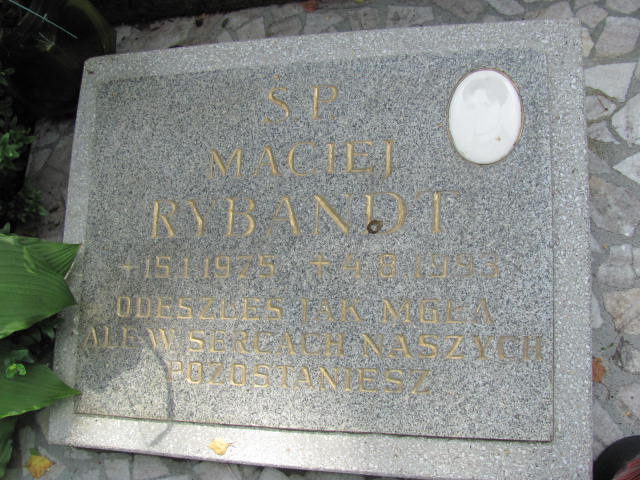 Ś.P.
MACIEJ
RYBANDT
+15.1.1975 +4.8.1993
ODESZŁEŚ JAK MGŁA
ALE W SERCACH NASZYCH
POZOSTANIESZ